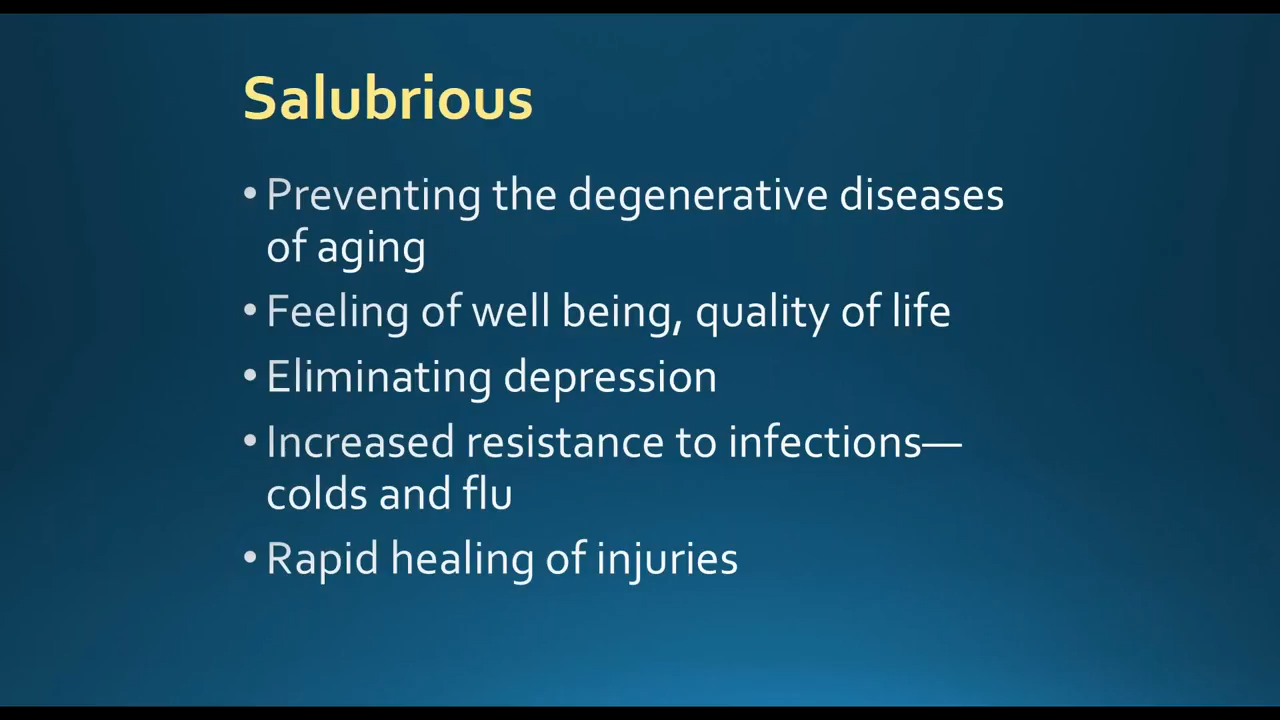 Salubrious
• Preventing the degenerative diseases
of aging
• Feeling of well being, quality of life
• Eliminating depression
• Increased resistance to infections—
colds and flu
• Rapid healing of injuries